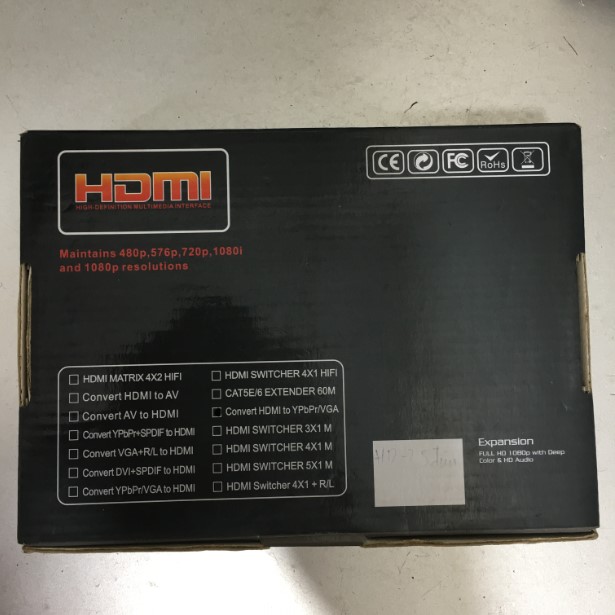 HDMI
HIGH-DEFINITION MULTIMEDIA INTERFACE
CE FC RoHS
Maintains 480p,576p,720p,1080i
and 1080p resolutions
HDMI MATRIX 4X2 HIFI
Convert HDMI to AV
Convert AV to HDMI
Convert YPbPr+SPDIF to HDMI
Convert VGA+R/L to HDMI
Convert DVI+SPDIF to HDMI
Convert YPbPr/VGA to HDMI
HDMI SWITCHER 4X1 HIFI
CAT5E/6 EXTENDER 60M
Convert HDMI to YPbPr/VGA
HDMI SWITCHER 3X1 M
HDMI SWITCHER 4X1 M
HDMI SWITCHER 5X1 M
HDMI Switcher 4X1 + R/L
Expansion
FULL HD 1080p with Deep
Color & HD Audio